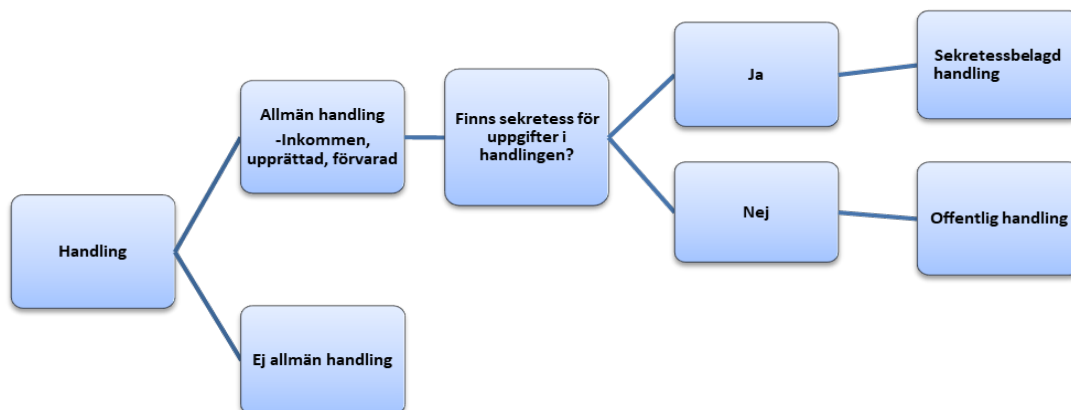 Handling
Allmän handling
-Inkommen,
upprättad, förvarad
Ej allmän handling
Finns sekretess för
uppgifter i
handlingen?
Ja
Sekretessbelagd
handling
Nej
Offentlig handling